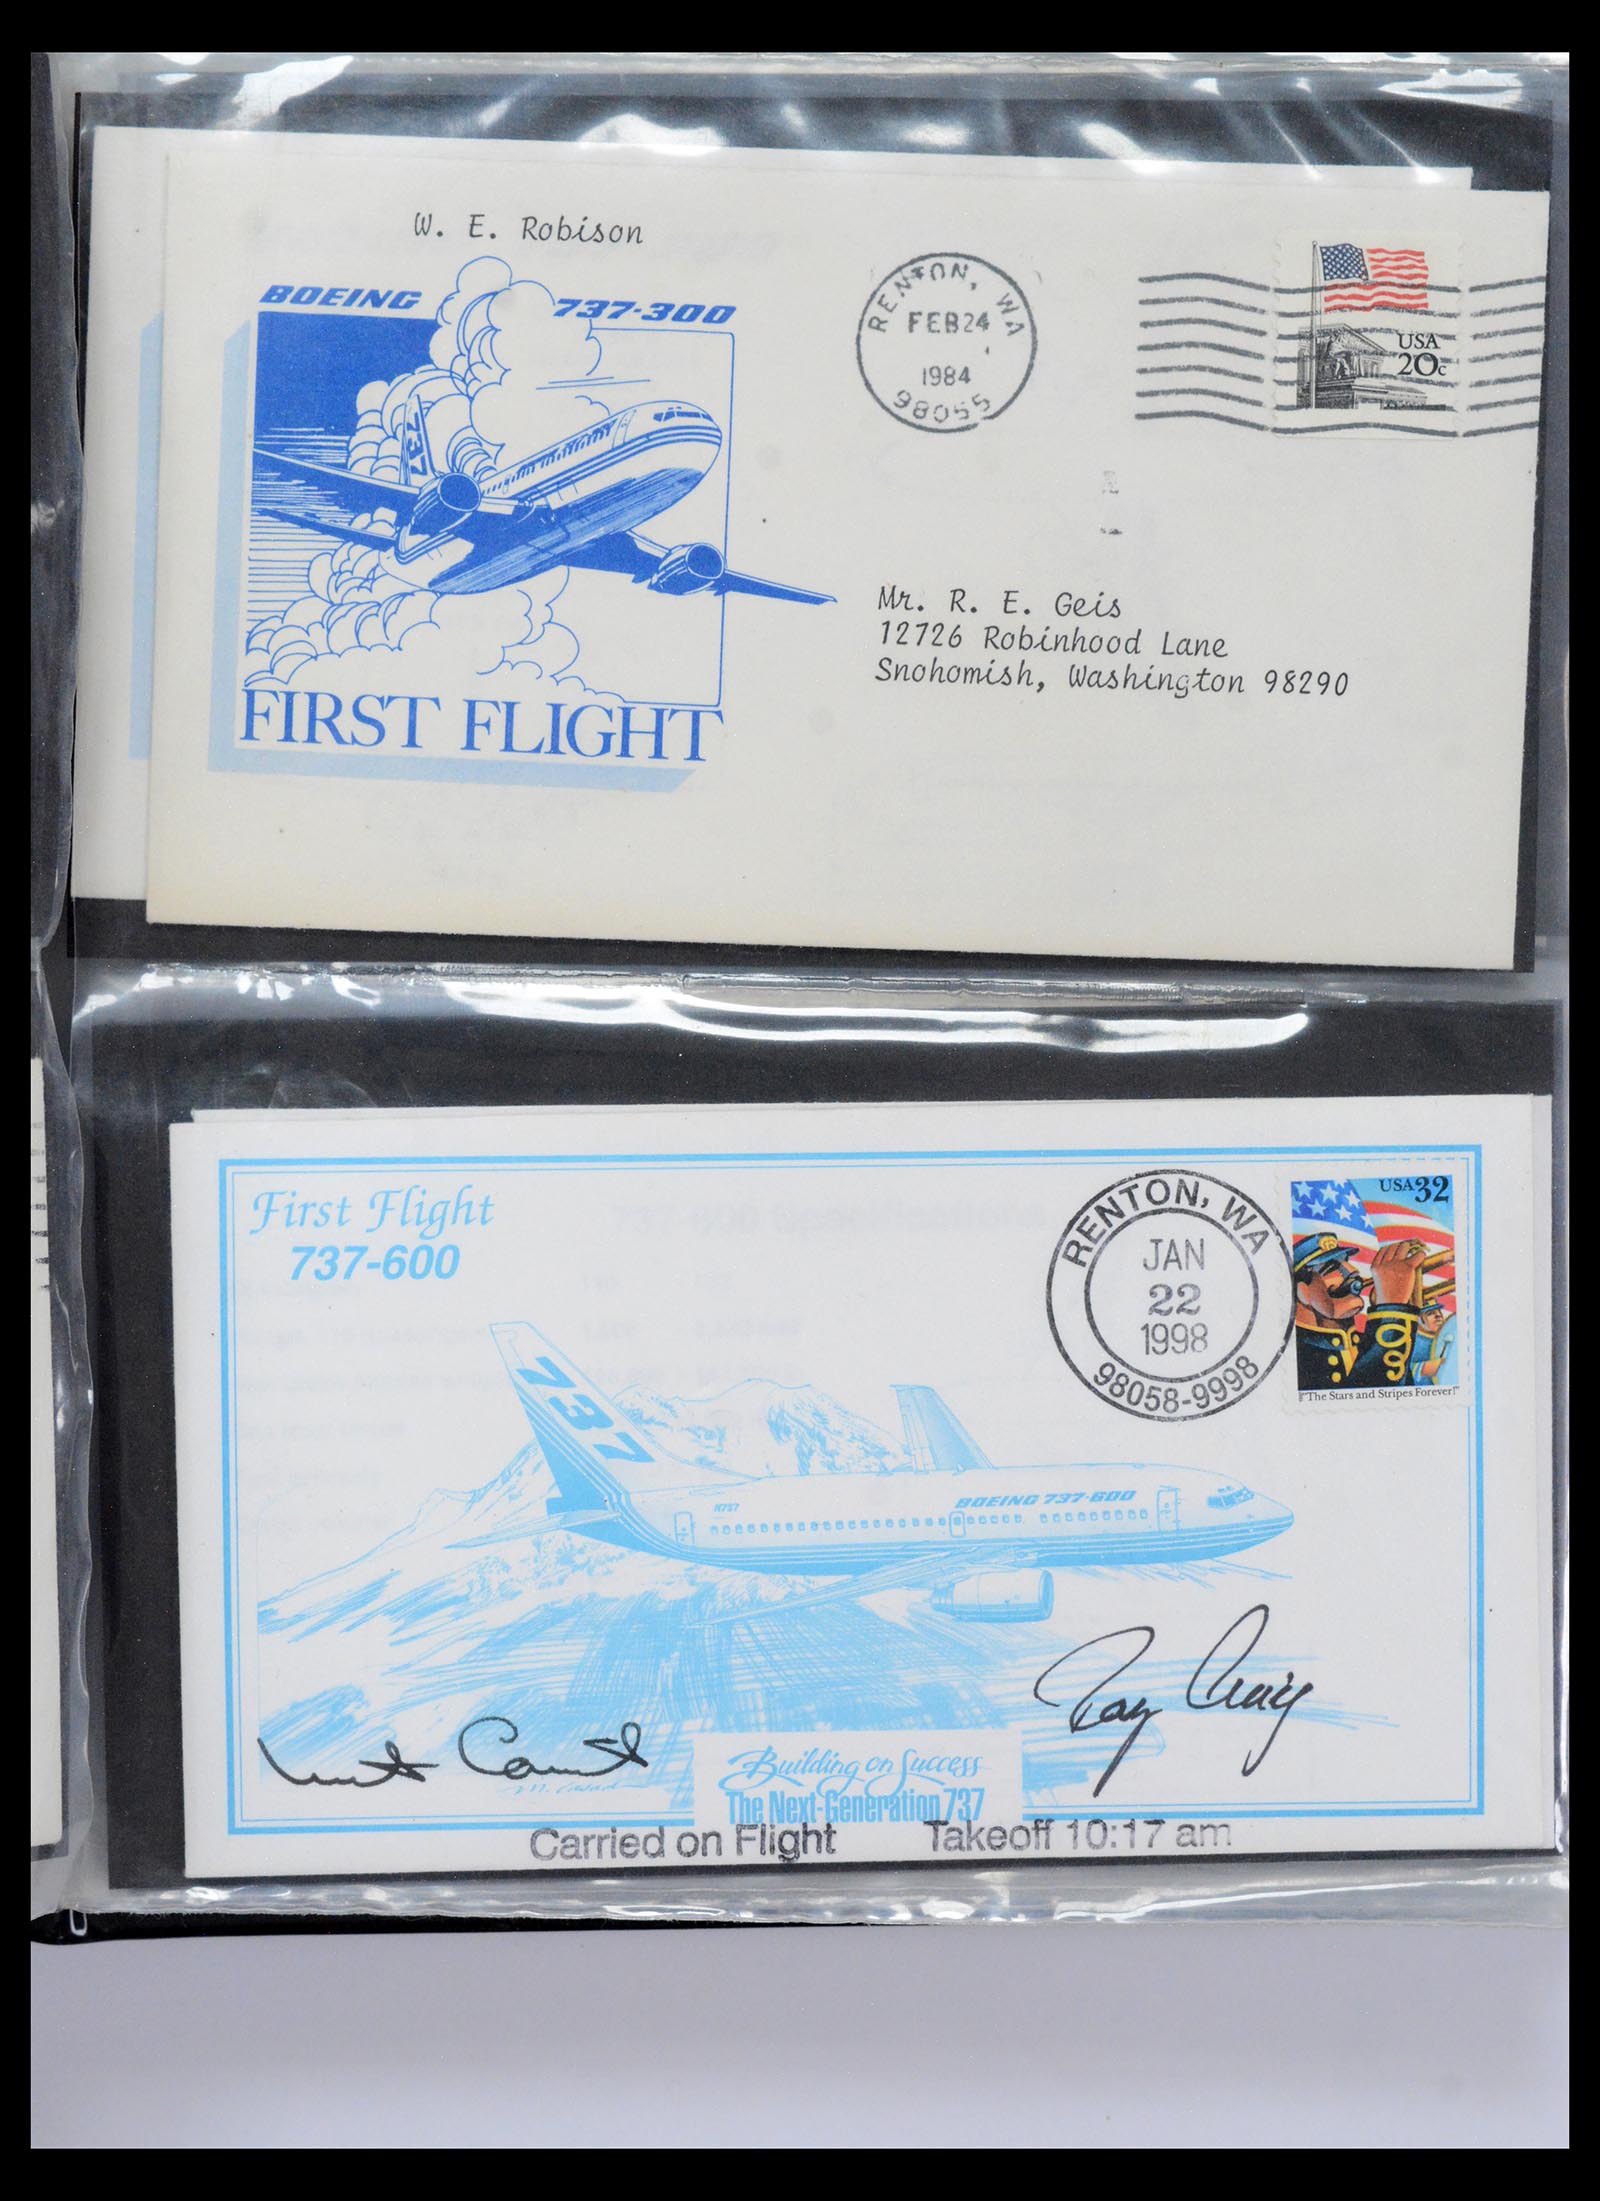 W. E. Robison
BOEING 737-300
737
FIRST FLIGHT
RENTON, WA
FEB 24
1984
98055
USA
20c
Mr. R. E. Geis
12726 Robinhood Lane
Snohomish, Washington 98290
First Flight
737-600
RENTON, WA
JAN
22
1998
98058-9998
USA 32
"The Stars and Stripes Forever!"
737
N737
BOEING 737-600
Ray Craig
Building on Success
The Next-Generation 737
Carried on Flight Takeoff 10:17 am